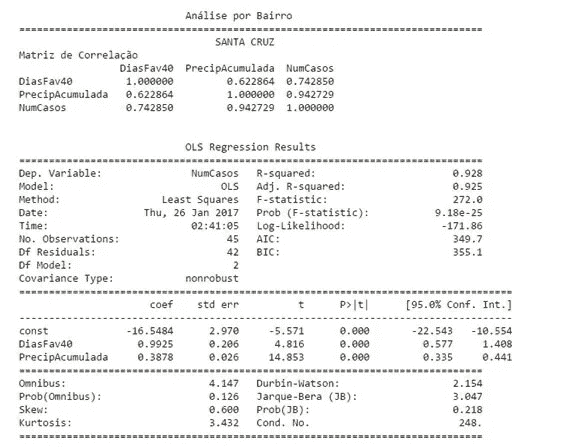 Análise por Bairro
==============================================================================
SANTA CRUZ
Matriz de Correlação
DiasFav40 PrecipAcumulada NumCasos
DiasFav40 1.000000 0.622864 0.742850
PrecipAcumulada 0.622864 1.000000 0.942729
NumCasos 0.742850 0.942729 1.000000
OLS Regression Results
==============================================================================
Dep. Variable: NumCasos R-squared: 0.928
Model: OLS Adj. R-squared: 0.925
Method: Least Squares F-statistic: 272.0
Date: Thu, 26 Jan 2017 Prob (F-statistic): 9.18e-25
Time: 02:41:05 Log-Likelihood: -171.86
No. Observations: 45 AIC: 349.7
Df Residuals: 42 BIC: 355.1
Df Model: 2
Covariance Type: nonrobust
===================================================================================
coef std err t P>|t| [95.0% Conf. Int.]
-----------------------------------------------------------------------------------
const -16.5484 2.970 -5.571 0.000 -22.543 -10.554
DiasFav40 0.9925 0.206 4.816 0.000 0.577 1.408
PrecipAcumulada 0.3878 0.026 14.853 0.000 0.335 0.441
==============================================================================
Omnibus: 4.147 Durbin-Watson: 2.154
Prob(Omnibus): 0.126 Jarque-Bera (JB): 3.047
Skew: 0.600 Prob(JB): 0.218
Kurtosis: 3.432 Cond. No. 248.
==============================================================================